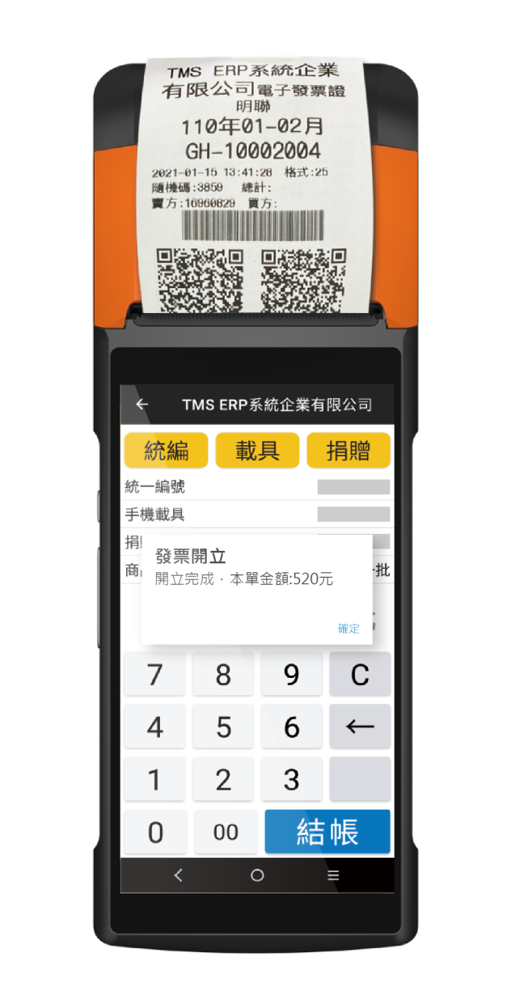 TMS ERP系統企業
有限公司電子發票證
明聯
110年01-02月
GH-10002004
2021-01-15 13:41:28 格式:25
隨機碼:3859 總計:
賣方:16960829 買方:
← TMS ERP系統企業有限公司
統編 載具 捐贈
統一編號
手機載具
捐
商 批
發票開立
開立完成，本單金額:520元
確定
7 8 9 C
4 5 6 ←
1 2 3
0 00 結帳